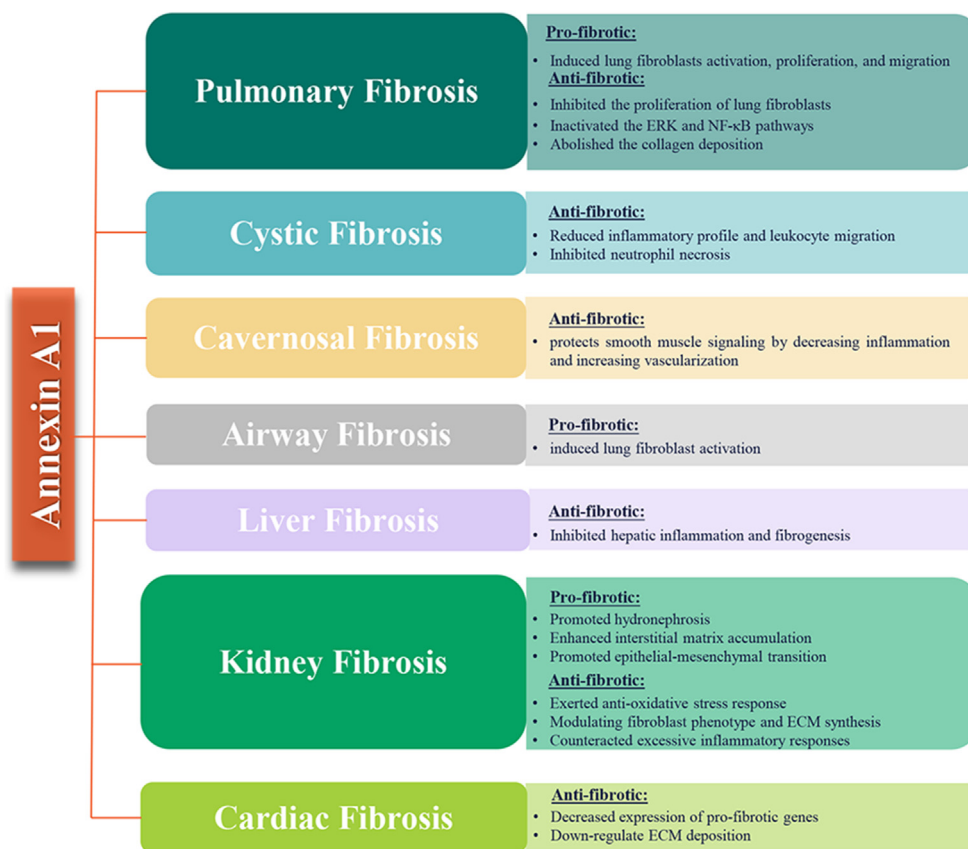 Annexin A1
Pulmonary Fibrosis
Pro-fibrotic:
• Induced lung fibroblasts activation, proliferation, and migration
Anti-fibrotic:
• Inhibited the proliferation of lung fibroblasts
• Inactivated the ERK and NF-κB pathways
• Abolished the collagen deposition
Cystic Fibrosis
Anti-fibrotic:
• Reduced inflammatory profile and leukocyte migration
• Inhibited neutrophil necrosis
Cavernosal Fibrosis
Anti-fibrotic:
• protects smooth muscle signaling by decreasing inflammation
and increasing vascularization
Airway Fibrosis
Pro-fibrotic:
• induced lung fibroblast activation
Liver Fibrosis
Anti-fibrotic:
• Inhibited hepatic inflammation and fibrogenesis
Kidney Fibrosis
Pro-fibrotic:
• Promoted hydronephrosis
• Enhanced interstitial matrix accumulation
• Promoted epithelial-mesenchymal transition
Anti-fibrotic:
• Exerted anti-oxidative stress response
• Modulating fibroblast phenotype and ECM synthesis
• Counteracted excessive inflammatory responses
Cardiac Fibrosis
Anti-fibrotic:
• Decreased expression of pro-fibrotic genes
• Down-regulate ECM deposition